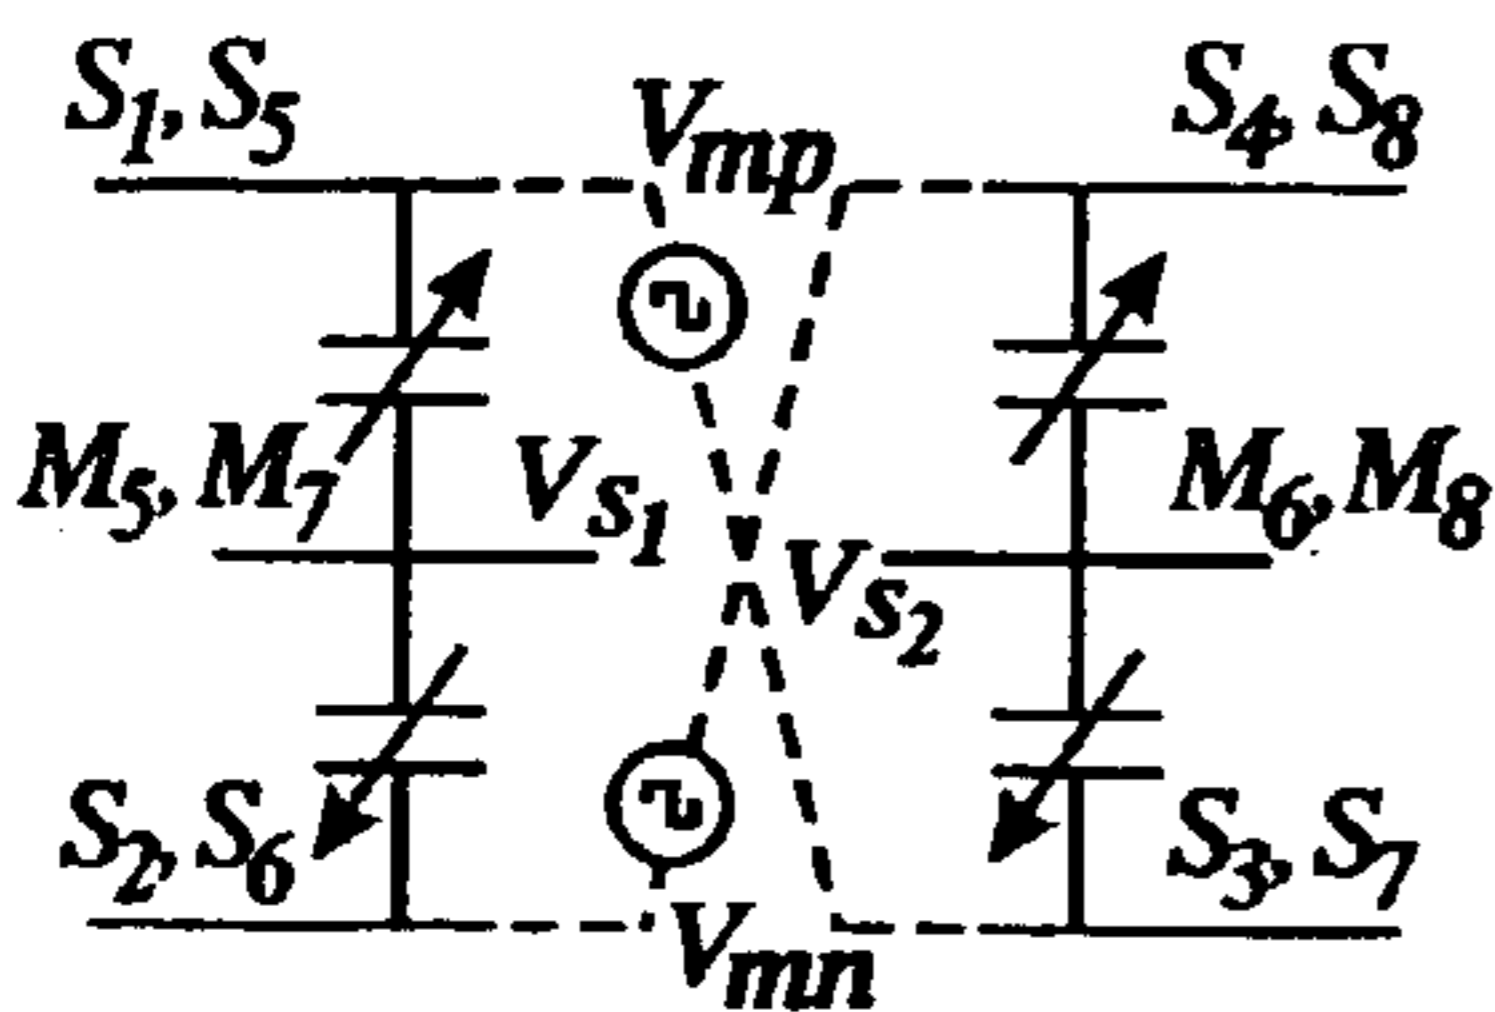 S1, S5
Vmp
S4, S8
M5, M7
VS1
VS2
M6, M8
S2, S6
S3, S7
Vmn